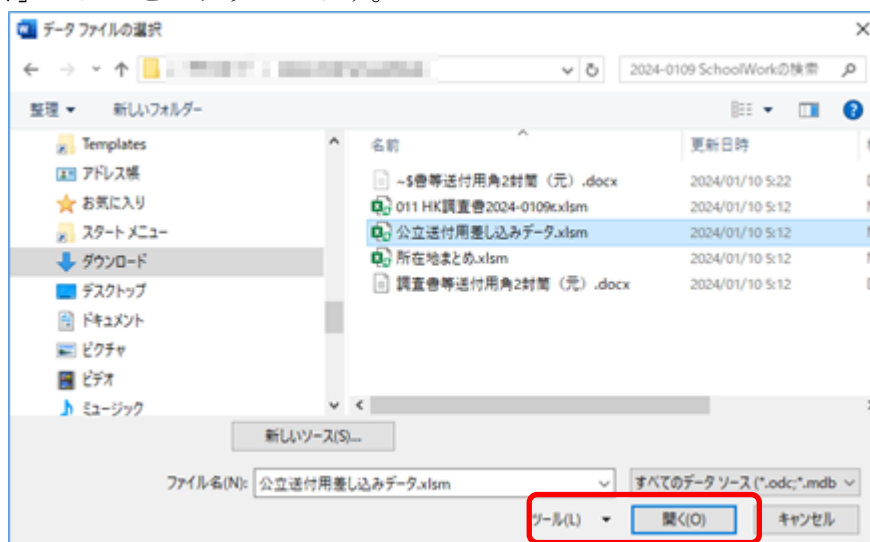 データ ファイルの選択
2024-0109 SchoolWorkの検索
整理
新しいフォルダー
名前
更新日時
Templates
アドレス帳
お気に入り
スタート メニュー
ダウンロード
デスクトップ
ドキュメント
ピクチャ
ビデオ
ミュージック
~$書等送付用角2封筒（元）.docx
2024/01/10 5:22
011 HK調査書2024-0109κ.xlsm
2024/01/10 5:12
公立送付用差し込みデータ.xlsm
2024/01/10 5:12
所在地まとめ.xlsm
2024/01/10 5:12
調査書等送付用角2封筒（元）.docx
2024/01/10 5:12
新しいソース(S)...
ファイル名(N):
公立送付用差し込みデータ.xlsm
すべてのデータ ソース (*.odc;*.mdb
ツール(L)
開く(O)
キャンセル